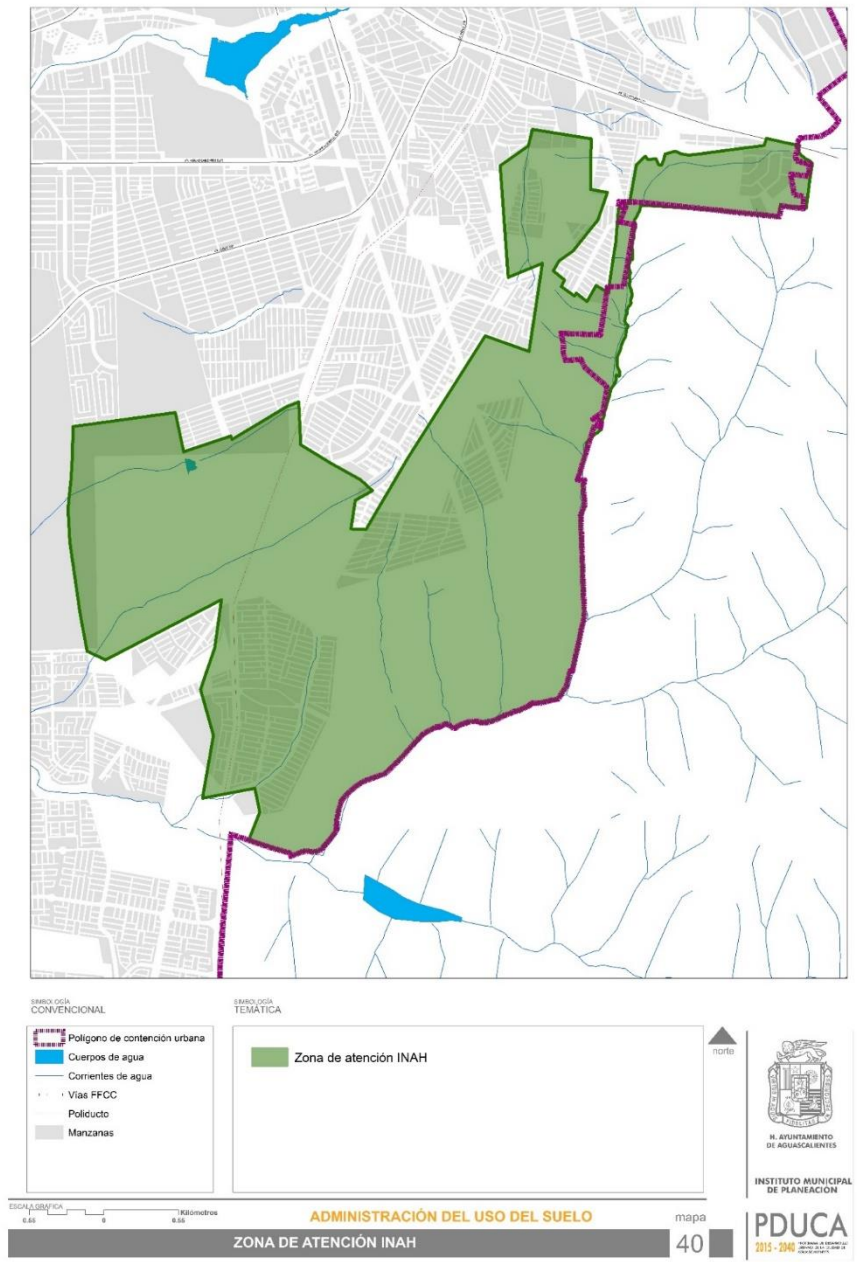 SIMBOLOGÍA
CONVENCIONAL
Polígono de contención urbana
Cuerpos de agua
Corrientes de agua
Vías FFCC
Poliducto
Manzanas
SIMBOLOGÍA
TEMÁTICA
Zona de atención INAH
norte
H. AYUNTAMIENTO
DE AGUASCALIENTES
INSTITUTO MUNICIPAL
DE PLANEACIÓN
ESCALA GRÁFICA
0.55 0 0.55 Kilómetros
ADMINISTRACIÓN DEL USO DEL SUELO
mapa
ZONA DE ATENCIÓN INAH
40
PDUCA
2015 - 2040